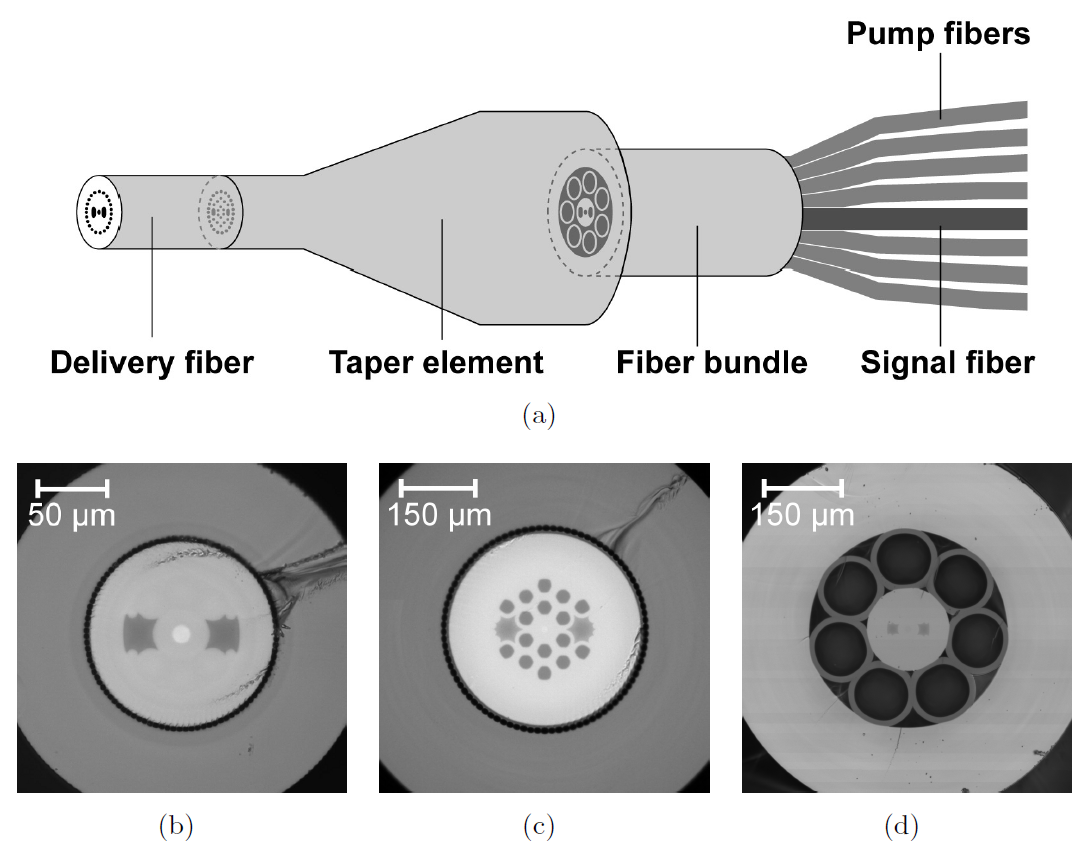 Pump fibers
Delivery fiber
Taper element
Fiber bundle
Signal fiber
(a)
50 µm
150 µm
150 µm
(b)
(c)
(d)